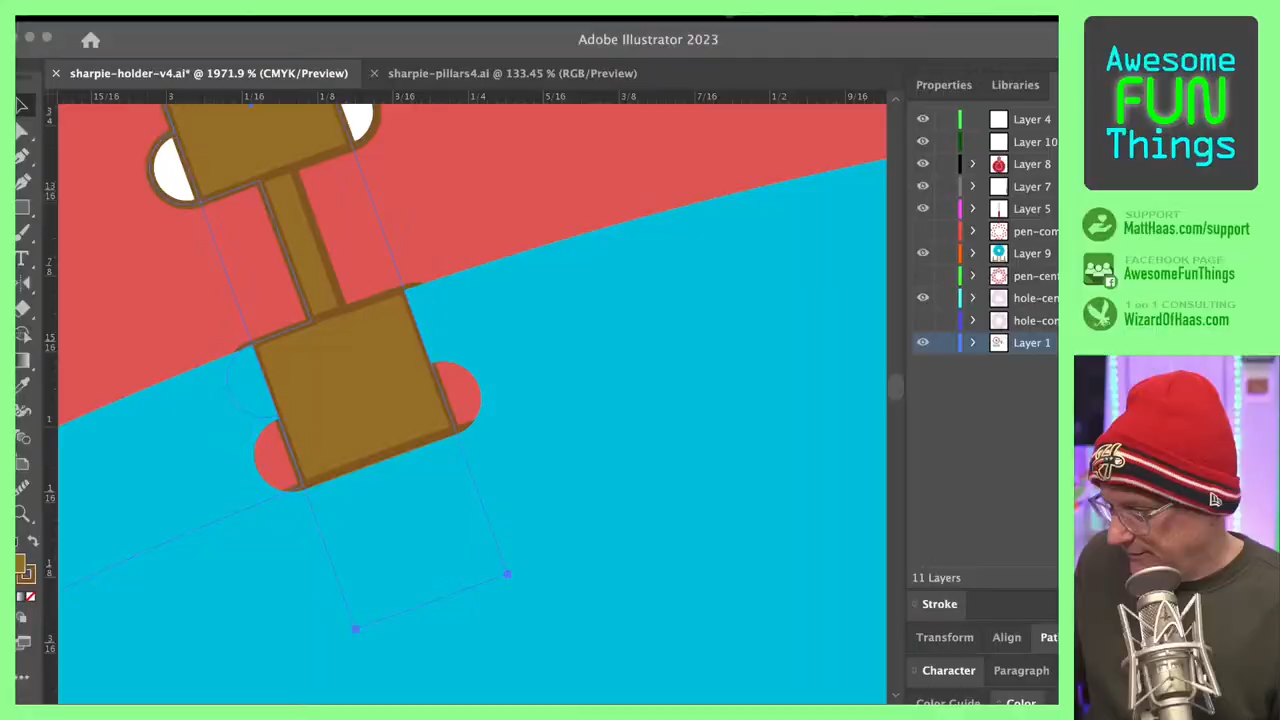 Adobe Illustrator 2023
sharpie-holder-v4.ai* @ 1971.9 % (CMYK/Preview)
sharpie-pillars4.ai @ 133.45 % (RGB/Preview)
15/16 3 1/16 1/8 3/16 1/4 5/16 3/8 7/16 1/2 9/16
Properties
Libraries
Layer 4
Layer 10
Layer 8
Layer 7
Layer 5
pen-com
Layer 9
pen-cent
hole-cen
hole-con
Layer 1
11 Layers
Stroke
Transform Align Pat
Character Paragraph
Color Guide Color
Awesome
FUN
Things
SUPPORT
MattHaas.com/support
FACEBOOK PAGE
AwesomeFunThings
1 on 1 CONSULTING
WizardOfHaas.com